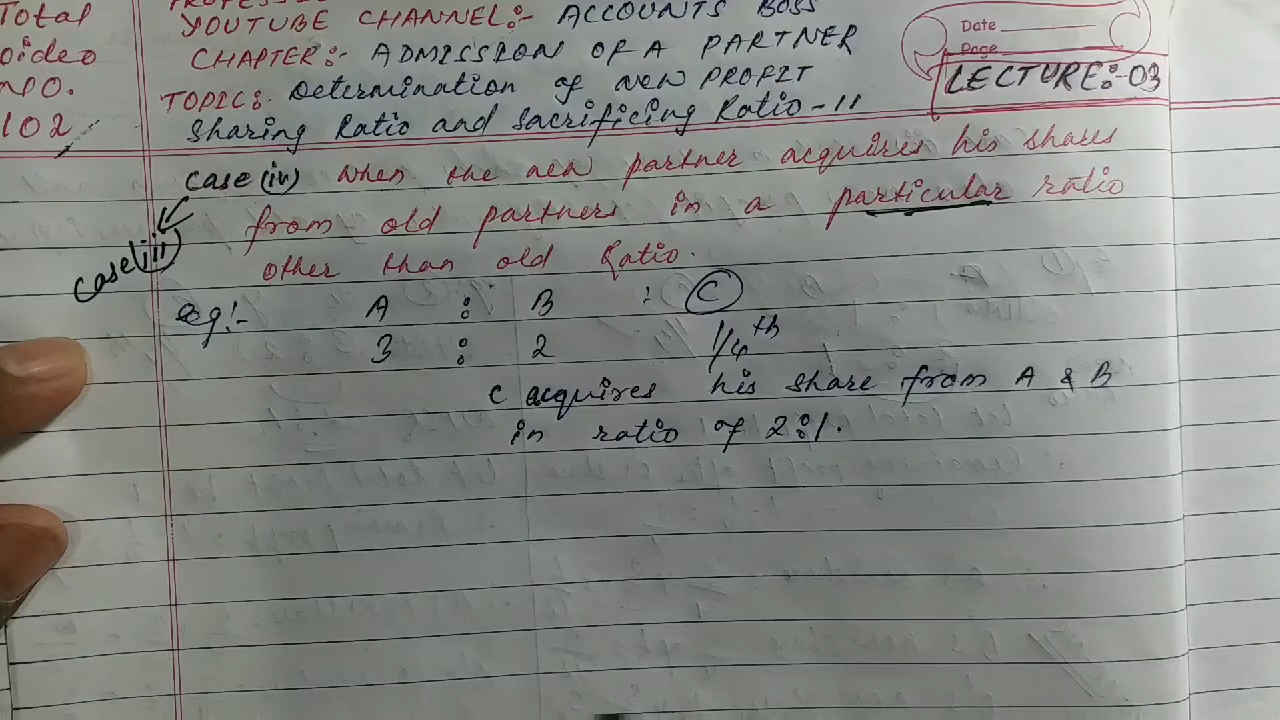 Total
YOUTUBE CHANNEL:- ACCOUNTS BOSS
Date
oideo
CHAPTER:- ADMISSION OF A PARTNER
Page
NO.
TOPIC:- Determination of NEW PROFIT
LECTURE:-03
102
Sharing Ratio and Sacrificing Ratio-11
case (iv) When the new partner acquires his shares
from old partners in a particular ratio
case (iii)
other than old Ratio.
eg:- A : B : C
3 : 2 1/4th
C acquires his share from A & B
in ratio of 2:1.